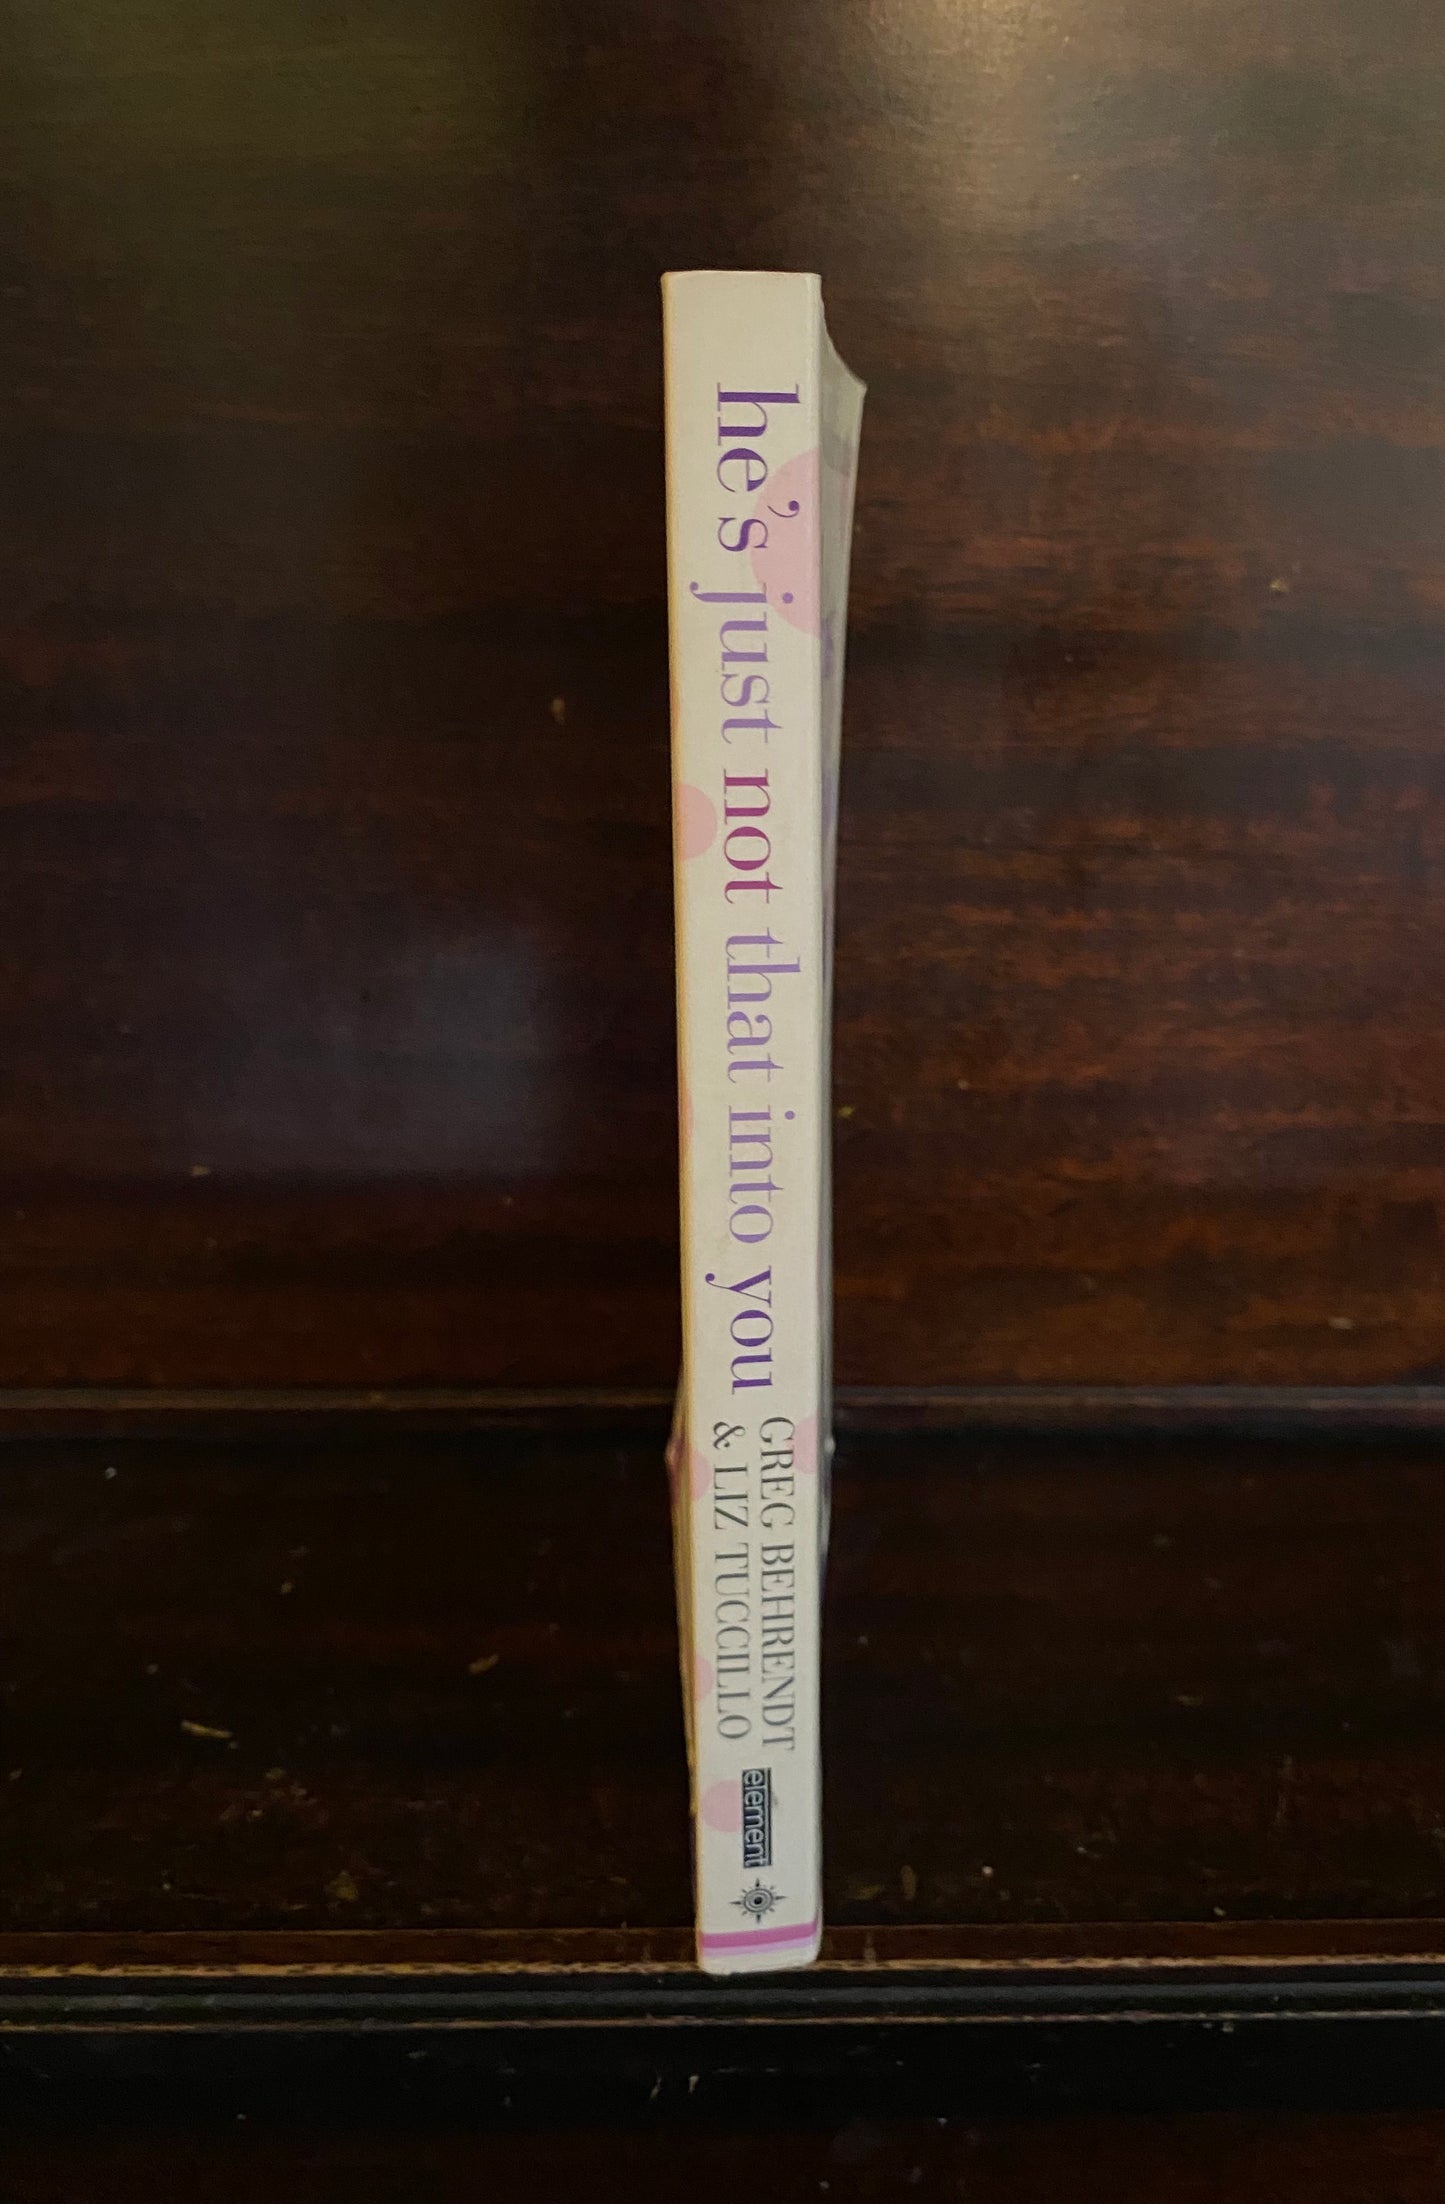 he's just not that into you
GREG BEHRENDT
& LIZ TUCCILLO
element